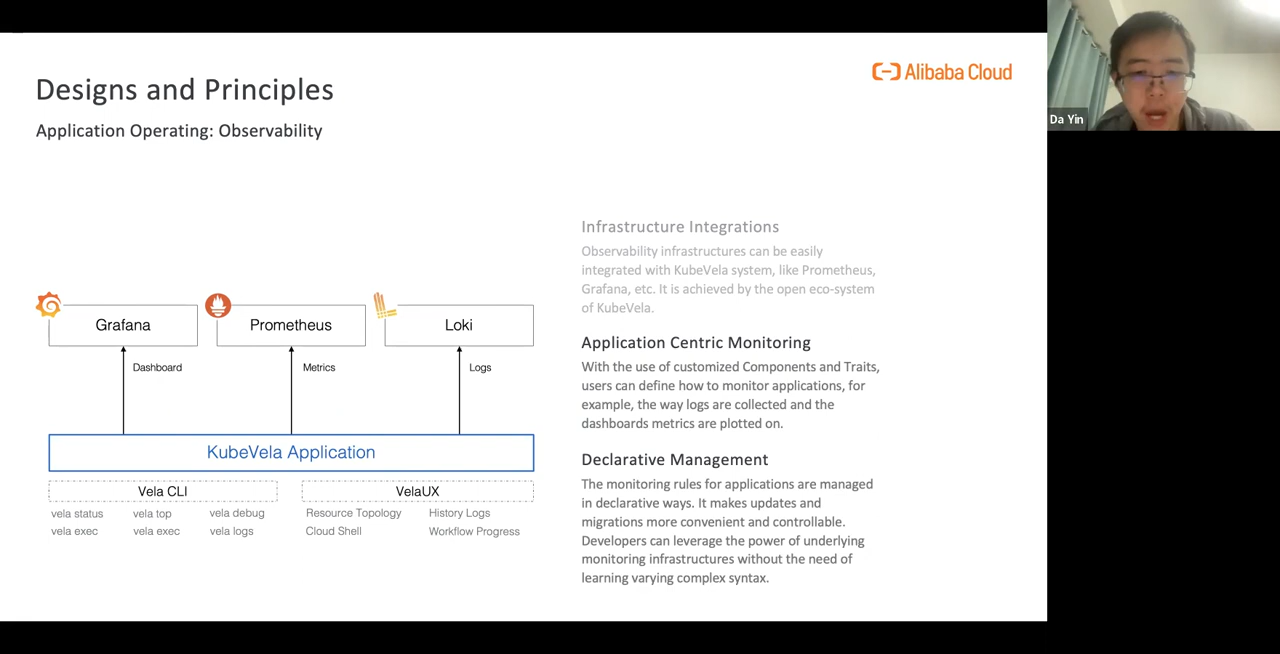 Designs and Principles
Alibaba Cloud
Application Operating: Observability
Da Yin
Grafana
Prometheus
Loki
Dashboard
Metrics
Logs
KubeVela Application
Vela CLI
VelaUX
vela status
vela top
vela debug
Resource Topology
History Logs
vela exec
vela exec
vela logs
Cloud Shell
Workflow Progress
Infrastructure Integrations
Observability infrastructures can be easily
integrated with KubeVela system, like Prometheus,
Grafana, etc. It is achieved by the open eco-system
of KubeVela.
Application Centric Monitoring
With the use of customized Components and Traits,
users can define how to monitor applications, for
example, the way logs are collected and the
dashboards metrics are plotted on.
Declarative Management
The monitoring rules for applications are managed
in declarative ways. It makes updates and
migrations more convenient and controllable.
Developers can leverage the power of underlying
monitoring infrastructures without the need of
learning varying complex syntax.